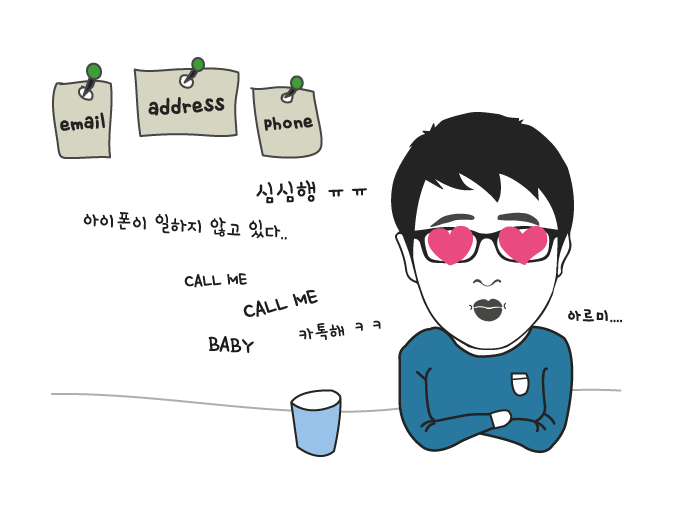 email
address
phone
심심행 ㅠㅠ
아이폰이 일하지 않고 있다..
CALL ME
CALL ME
BABY
카톡해 ㅋㅋ
아르미....